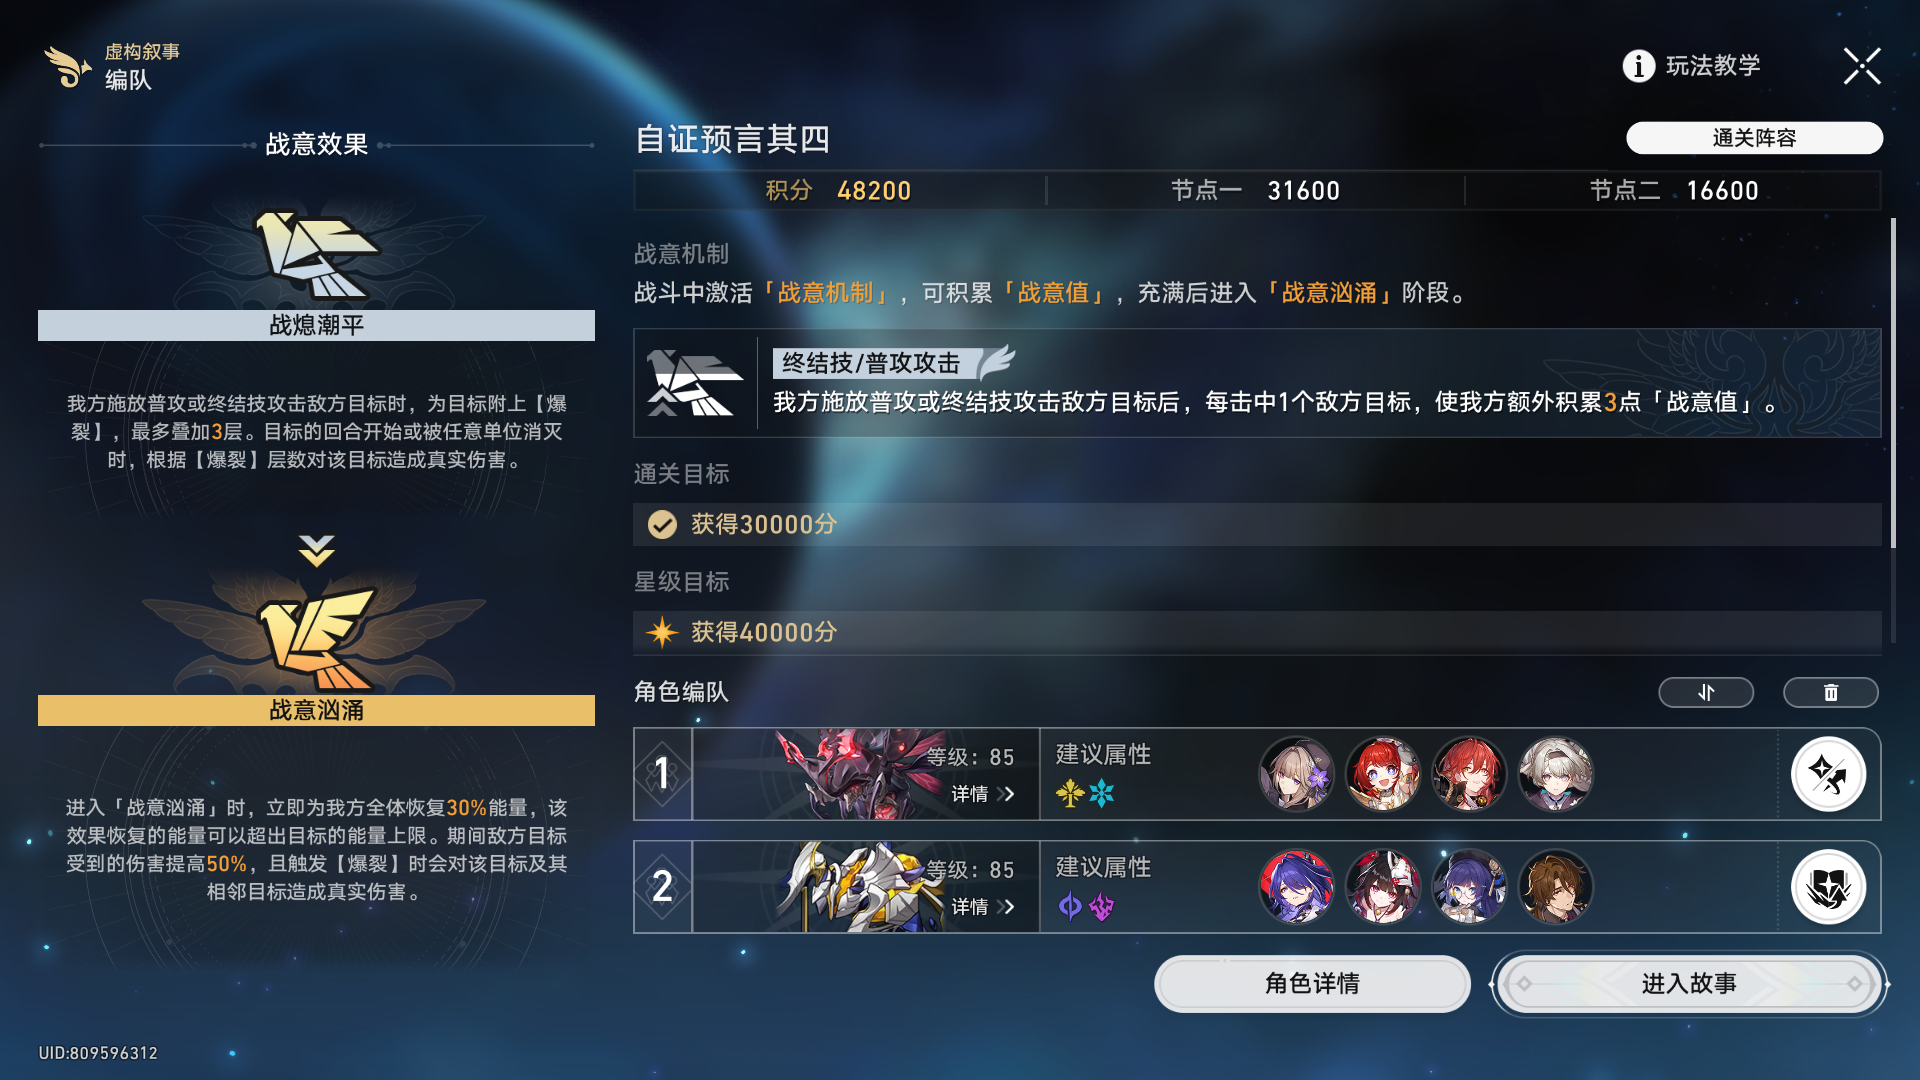 虚构叙事
编队
玩法教学
战意效果
战熄潮平
我方施放普攻或终结技攻击敌方目标时，为目标附上【爆
裂】，最多叠加3层。目标的回合开始或被任意单位消灭
时，根据【爆裂】层数对该目标造成真实伤害。
战意汹涌
进入「战意汹涌」时，立即为我方全体恢复30%能量，该
效果恢复的能量可以超出目标的能量上限。期间敌方目标
受到的伤害提高50%，且触发【爆裂】时会对该目标及其
相邻目标造成真实伤害。
自证预言其四
通关阵容
积分 48200
节点一 31600
节点二 16600
战意机制
战斗中激活「战意机制」，可积累「战意值」，充满后进入「战意汹涌」阶段。
终结技/普攻攻击
我方施放普攻或终结技攻击敌方目标后，每击中1个敌方目标，使我方额外积累3点「战意值」。
通关目标
获得30000分
星级目标
获得40000分
角色编队
1
等级：85
详情
建议属性
2
等级：85
详情
建议属性
角色详情
进入故事
UID:809596312